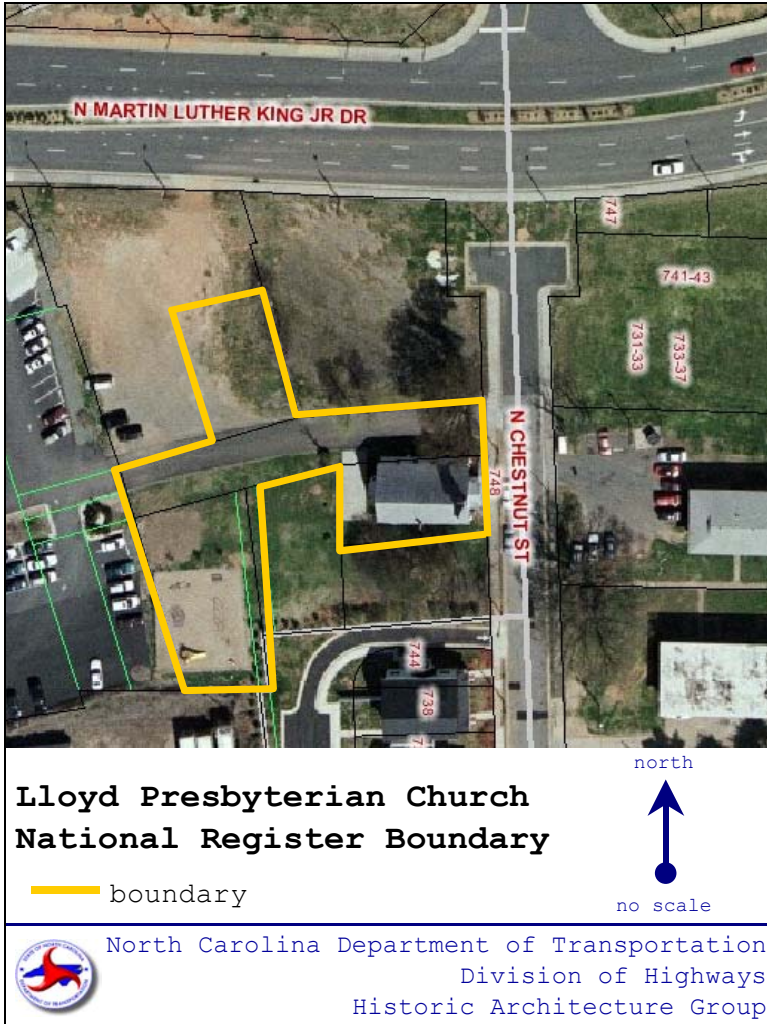 N MARTIN LUTHER KING JR DR
747
741-43
731-33
733-37
N CHESTNUT ST
748
744
738
Lloyd Presbyterian Church
National Register Boundary
boundary
north
no scale
North Carolina Department of Transportation
Division of Highways
Historic Architecture Group